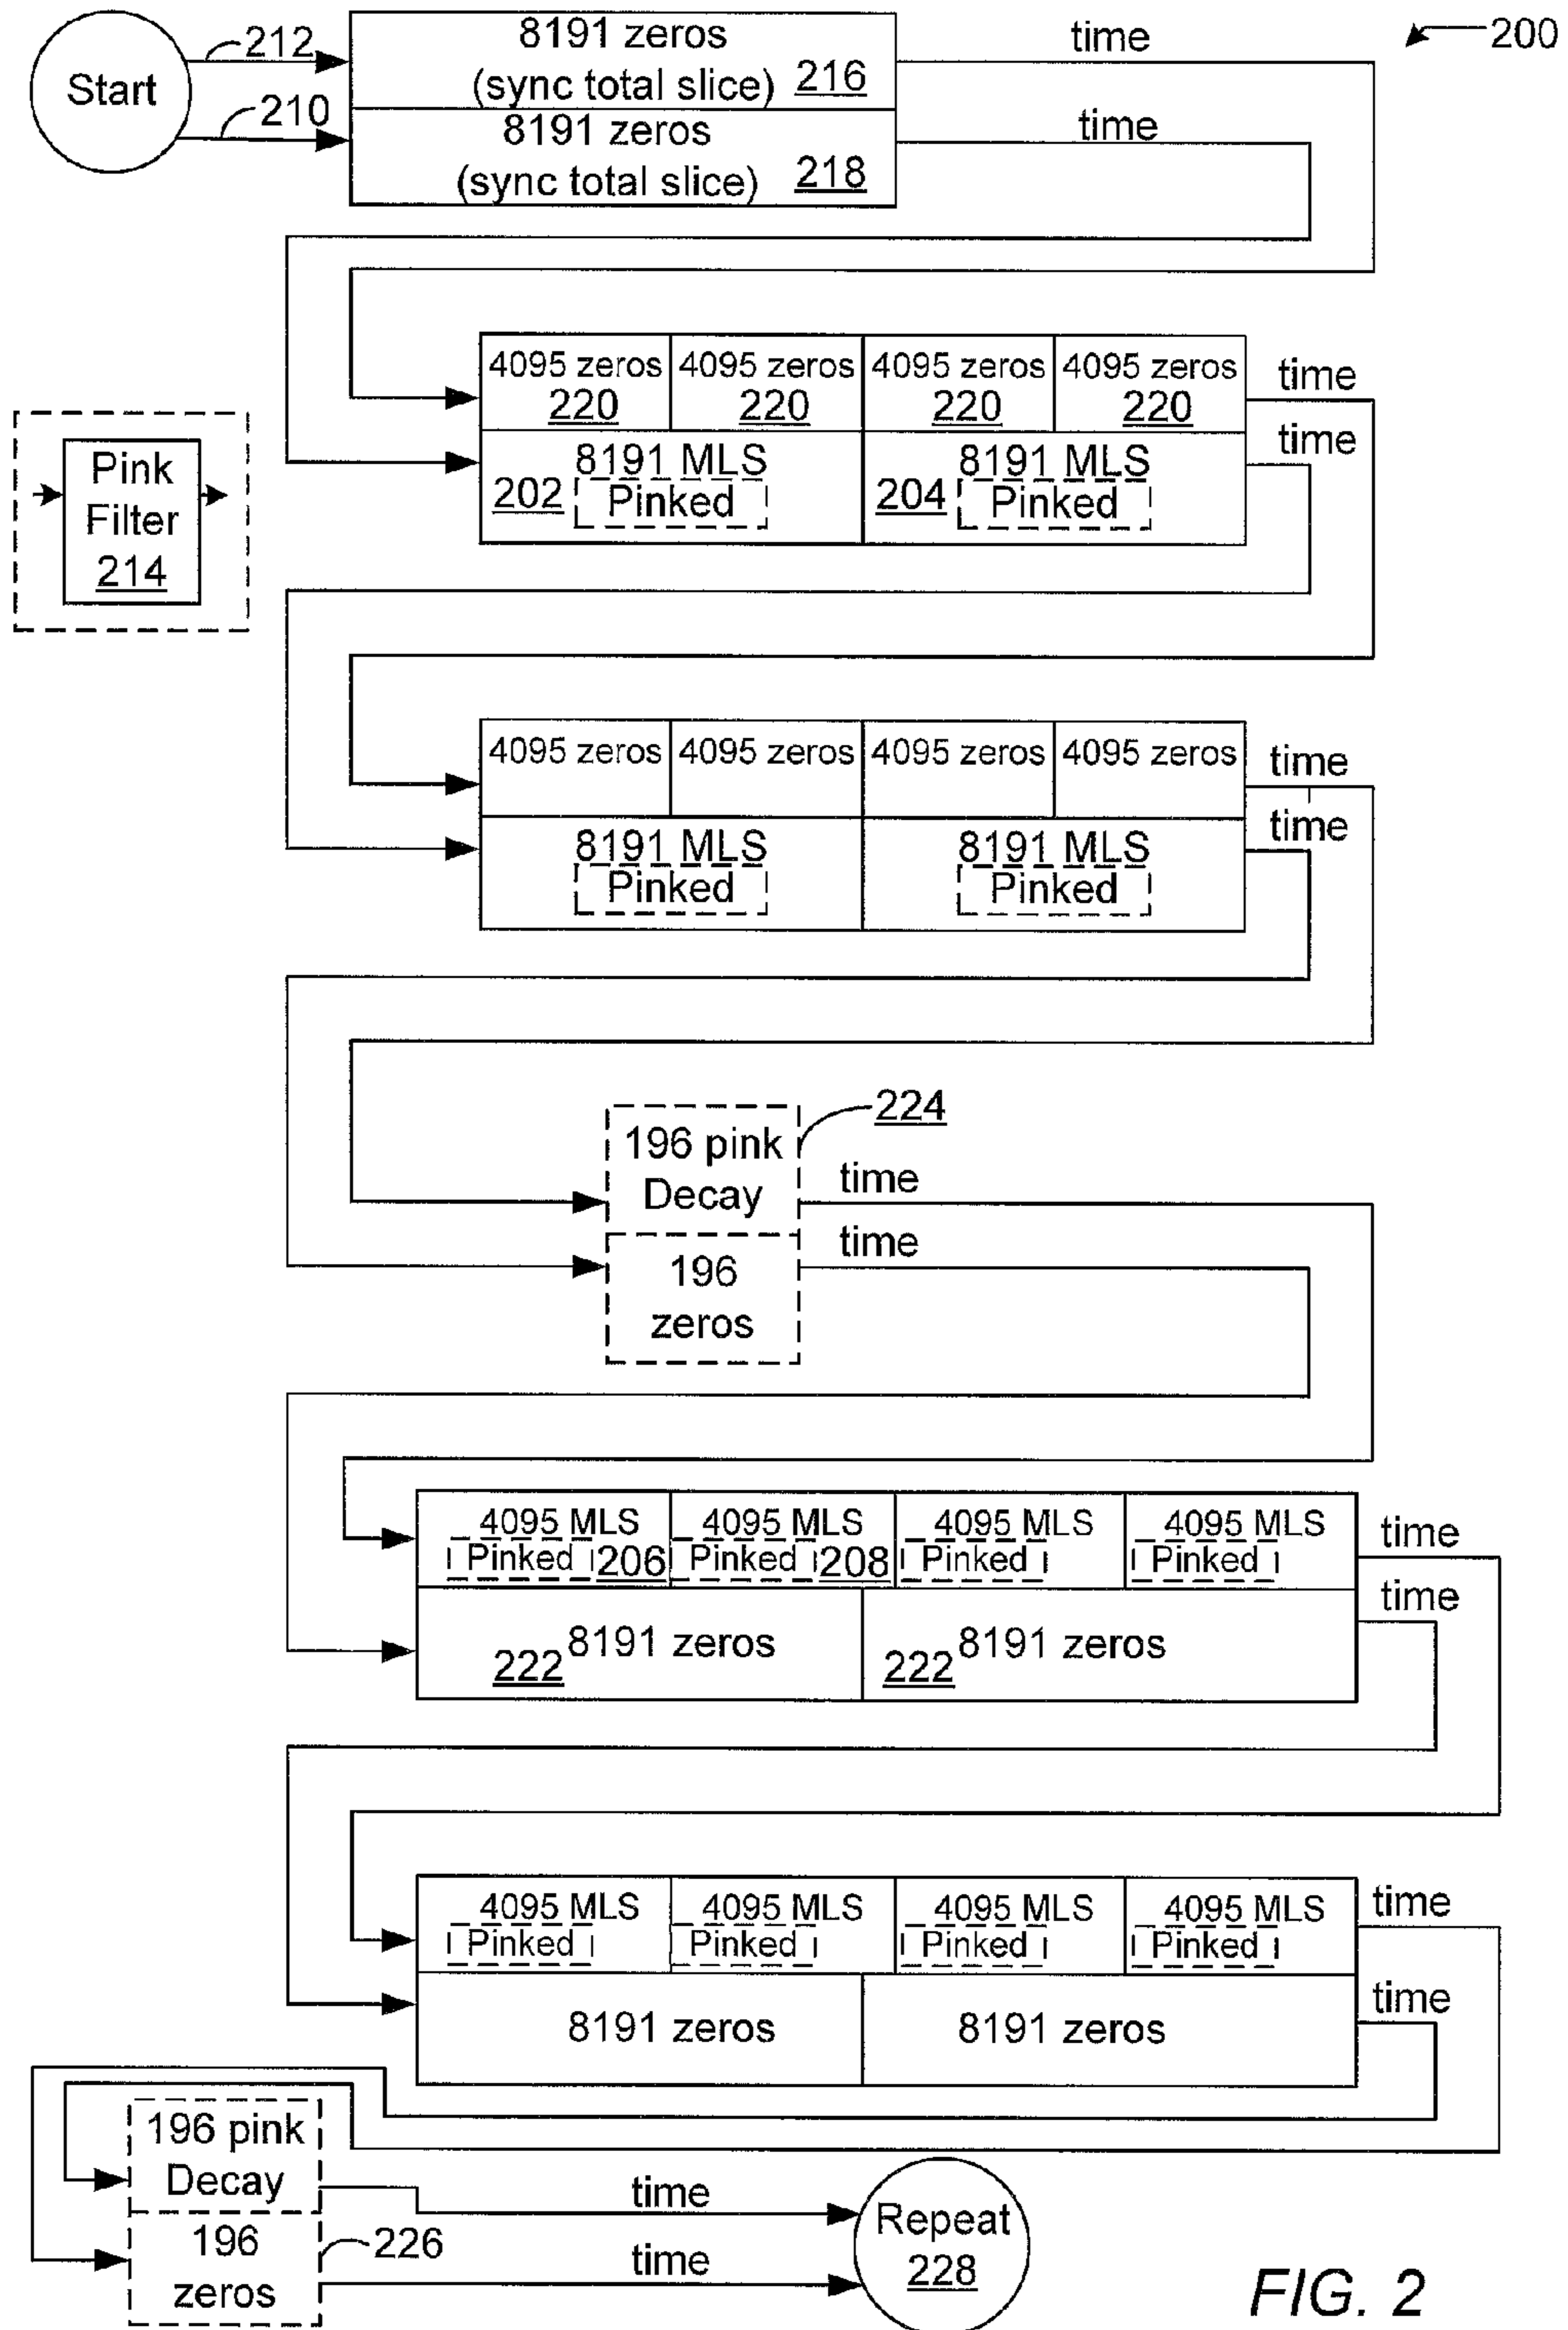 200
Start
212
210
8191 zeros
(sync total slice) 216
8191 zeros
(sync total slice) 218
time
time
4095 zeros 4095 zeros 4095 zeros 4095 zeros
220 220 220 220
8191 MLS 8191 MLS
202 Pinked 204 Pinked
time
time
Pink
Filter
214
4095 zeros 4095 zeros 4095 zeros 4095 zeros
8191 MLS 8191 MLS
Pinked Pinked
time
time
196 pink
Decay
224
196
zeros
time
time
4095 MLS 4095 MLS 4095 MLS 4095 MLS
Pinked 206 Pinked 208 Pinked Pinked
222 8191 zeros 222 8191 zeros
time
time
4095 MLS 4095 MLS 4095 MLS 4095 MLS
Pinked Pinked Pinked Pinked
8191 zeros 8191 zeros
time
time
196 pink
Decay
196
zeros
226
time
time
Repeat
228
FIG. 2